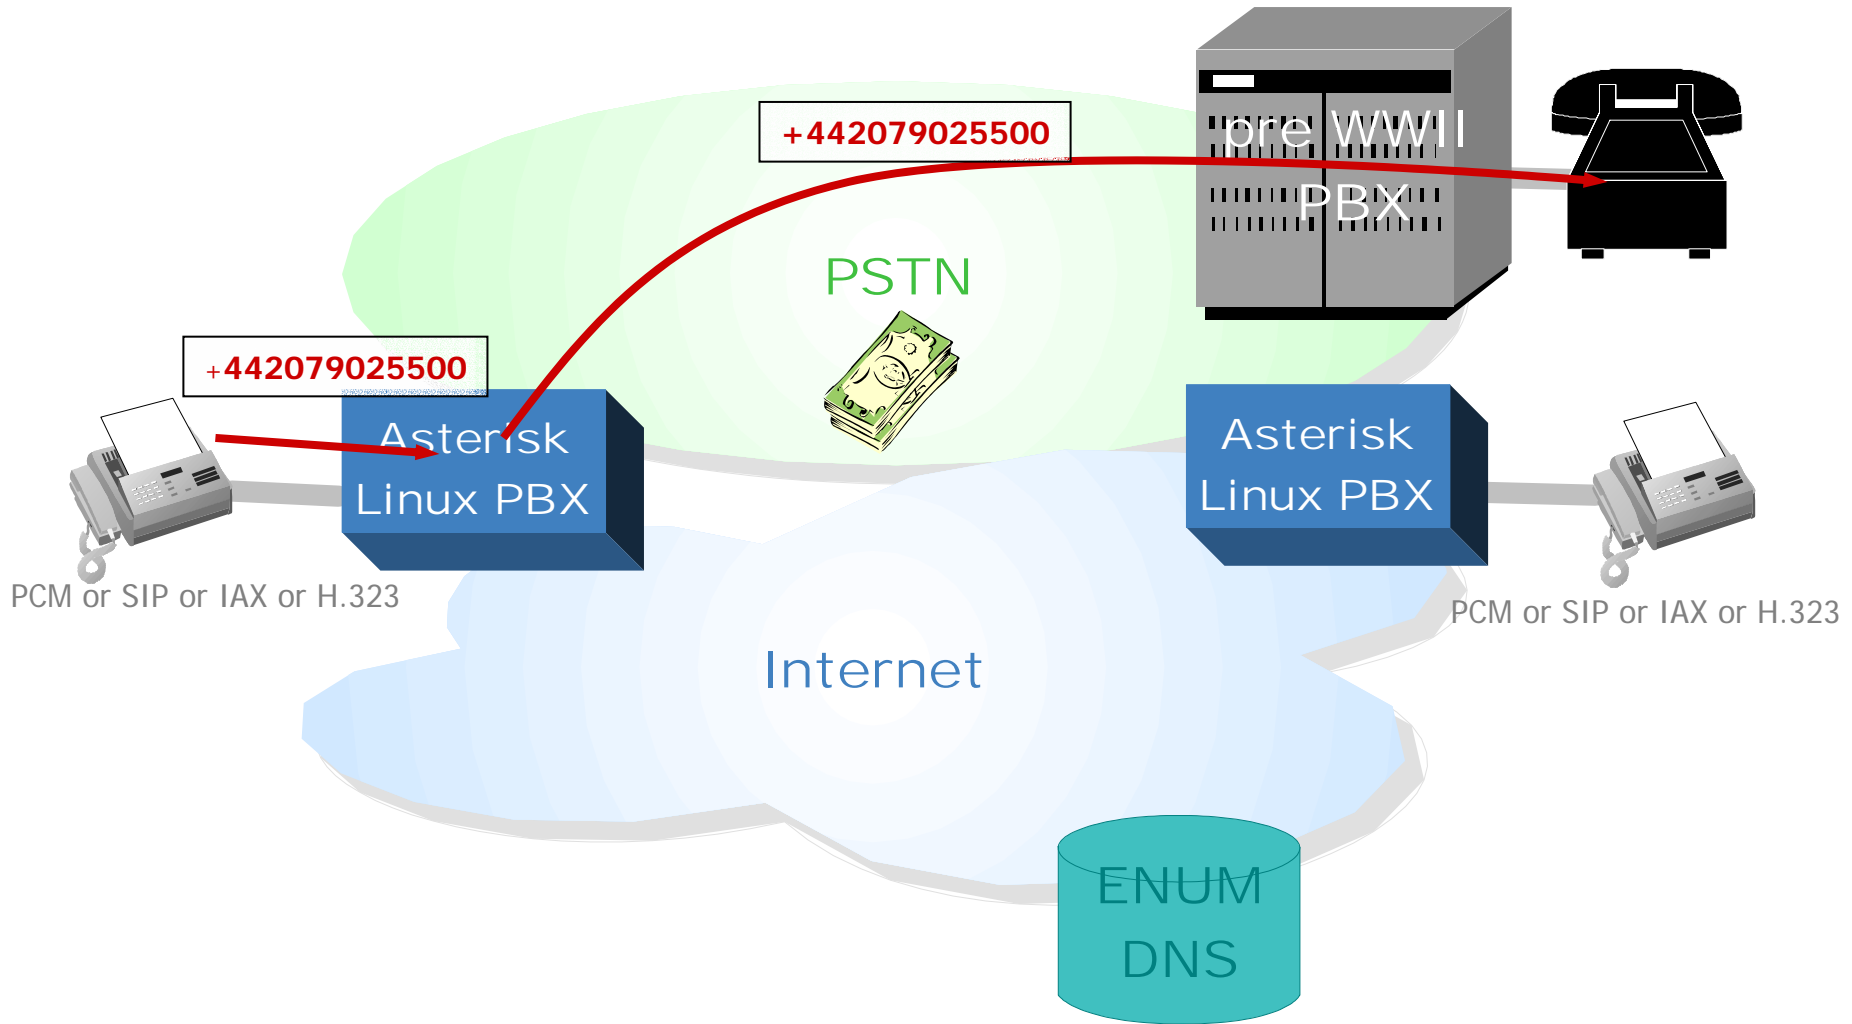 +442079025500
pre WWII
PBX
PSTN
+442079025500
Asterisk
Linux PBX
Asterisk
Linux PBX
PCM or SIP or IAX or H.323
PCM or SIP or IAX or H.323
Internet
ENUM
DNS